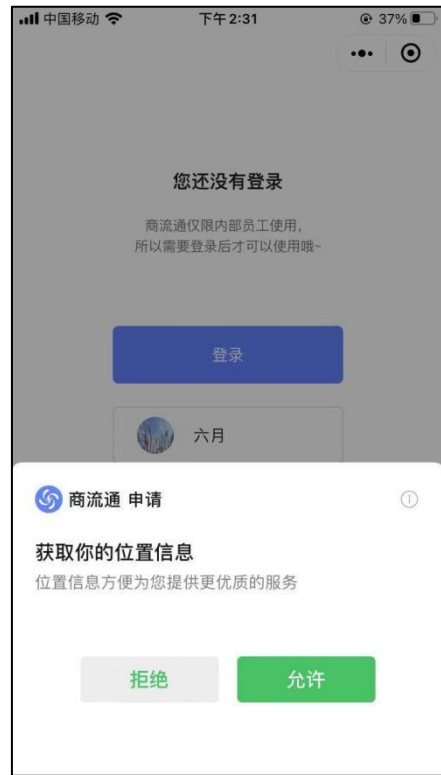 中国移动 下午2:31 37%
您还没有登录
商流通仅限内部员工使用，
所以需要登录后才可以使用哦~
登录
六月
商流通 申请
获取你的位置信息
位置信息方便为您提供更优质的服务
拒绝 允许